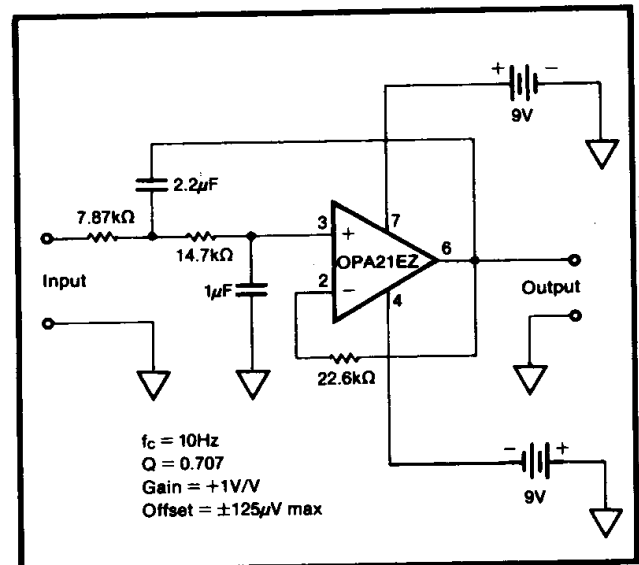 + −
9V
2.2μF
7.87kΩ
3
7
+
6
14.7kΩ
OPA21EZ
Input
1μF
2
−
4
Output
22.6kΩ
fc = 10Hz
Q = 0.707
Gain = +1V/V
Offset = ±125μV max
− +
9V